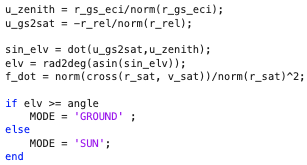 u_zenith = r_gs_eci/norm(r_gs_eci);
u_gs2sat = -r_rel/norm(r_rel);
sin_elv = dot(u_gs2sat,u_zenith);
elv = rad2deg(asin(sin_elv));
f_dot = norm(cross(r_sat, v_sat))/norm(r_sat)^2;
if elv >= angle
MODE = 'GROUND' ;
else
MODE = 'SUN';
end